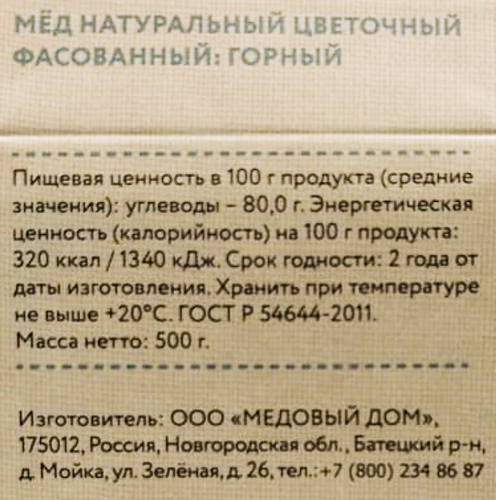 МЁД НАТУРАЛЬНЫЙ ЦВЕТОЧНЫЙ
ФАСОВАННЫЙ: ГОРНЫЙ
Пищевая ценность в 100 г продукта (средние
значения): углеводы – 80,0 г. Энергетическая
ценность (калорийность) на 100 г продукта:
320 ккал / 1340 кДж. Срок годности: 2 года от
даты изготовления. Хранить при температуре
не выше +20°С. ГОСТ Р 54644-2011.
Масса нетто: 500 г.
Изготовитель: ООО «МЕДОВЫЙ ДОМ»,
175012, Россия, Новгородская обл., Батецкий р-н,
д. Мойка, ул. Зелёная, д. 26, тел.: +7 (800) 234 86 87